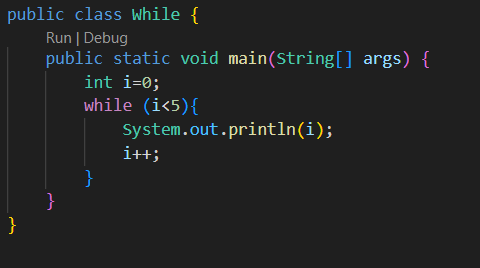 public class While {
Run | Debug
public static void main(String[] args) {
int i=0;
while (i<5){
System.out.println(i);
i++;
}
}
}